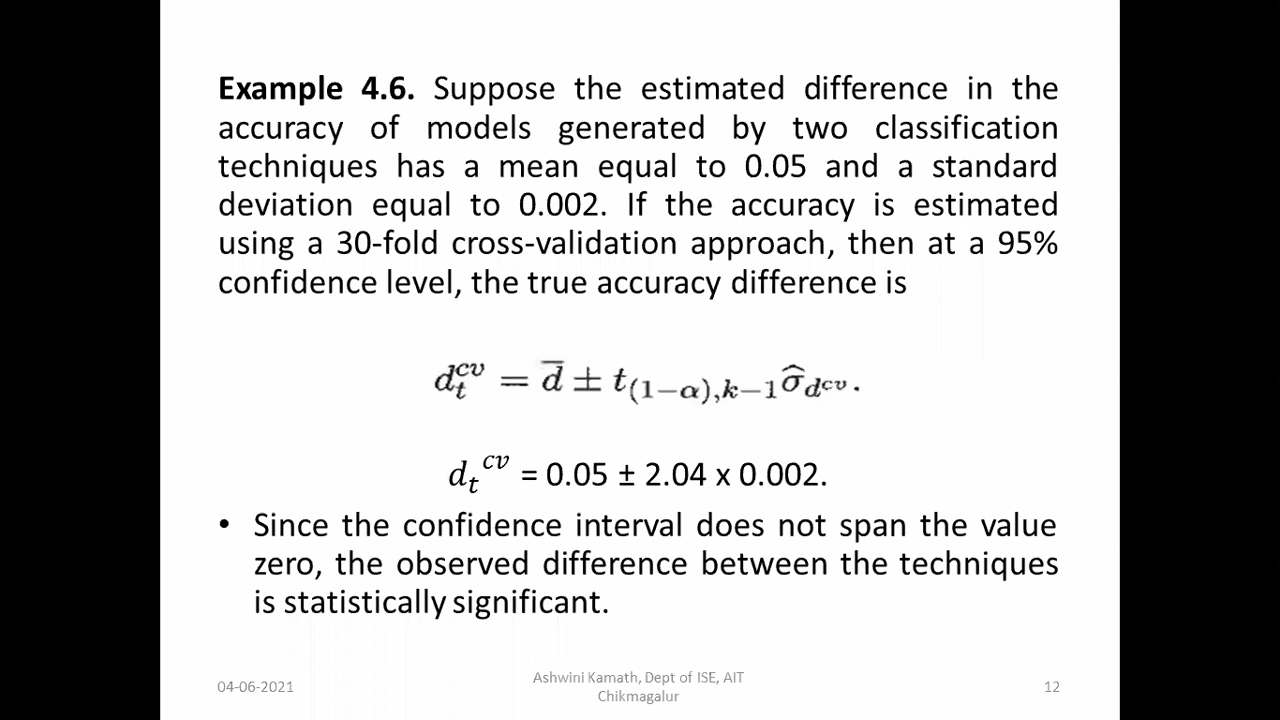 Example 4.6. Suppose the estimated difference in the
accuracy of models generated by two classification
techniques has a mean equal to 0.05 and a standard
deviation equal to 0.002. If the accuracy is estimated
using a 30-fold cross-validation approach, then at a 95%
confidence level, the true accuracy difference is
$d_t^{cv} = \overline{d} \pm t_{(1-\alpha),k-1}\widehat{\sigma}_{d^{cv}}.$
$d_t^{cv}$ = 0.05 ± 2.04 x 0.002.
• Since the confidence interval does not span the value
zero, the observed difference between the techniques
is statistically significant.
04-06-2021
Ashwini Kamath, Dept of ISE, AIT
Chikmagalur
12